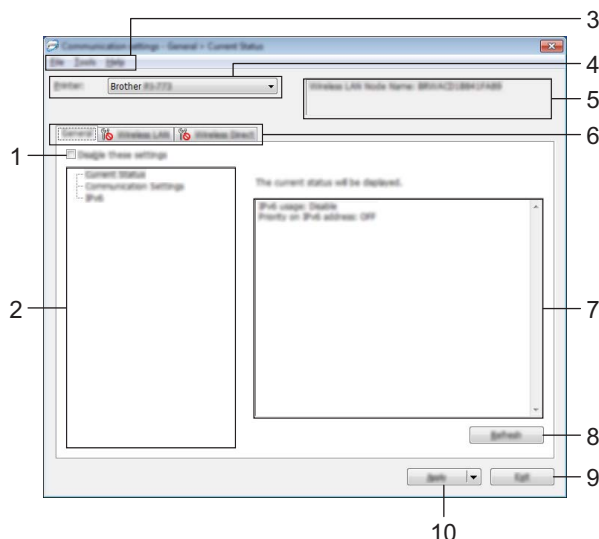 3
Communication settings - General > Current Status
File Tools Help
4
Printer:
Brother
Wireless LAN Node Name:
5
General
Wireless LAN
Wireless Direct
6
1
Disable these settings
Current Status
Communication Settings
IPv6
The current status will be displayed.
IPv6 usage: Disable
Priority on IPv6 address: OFF
2
7
Refresh
8
Apply
Exit
9
10